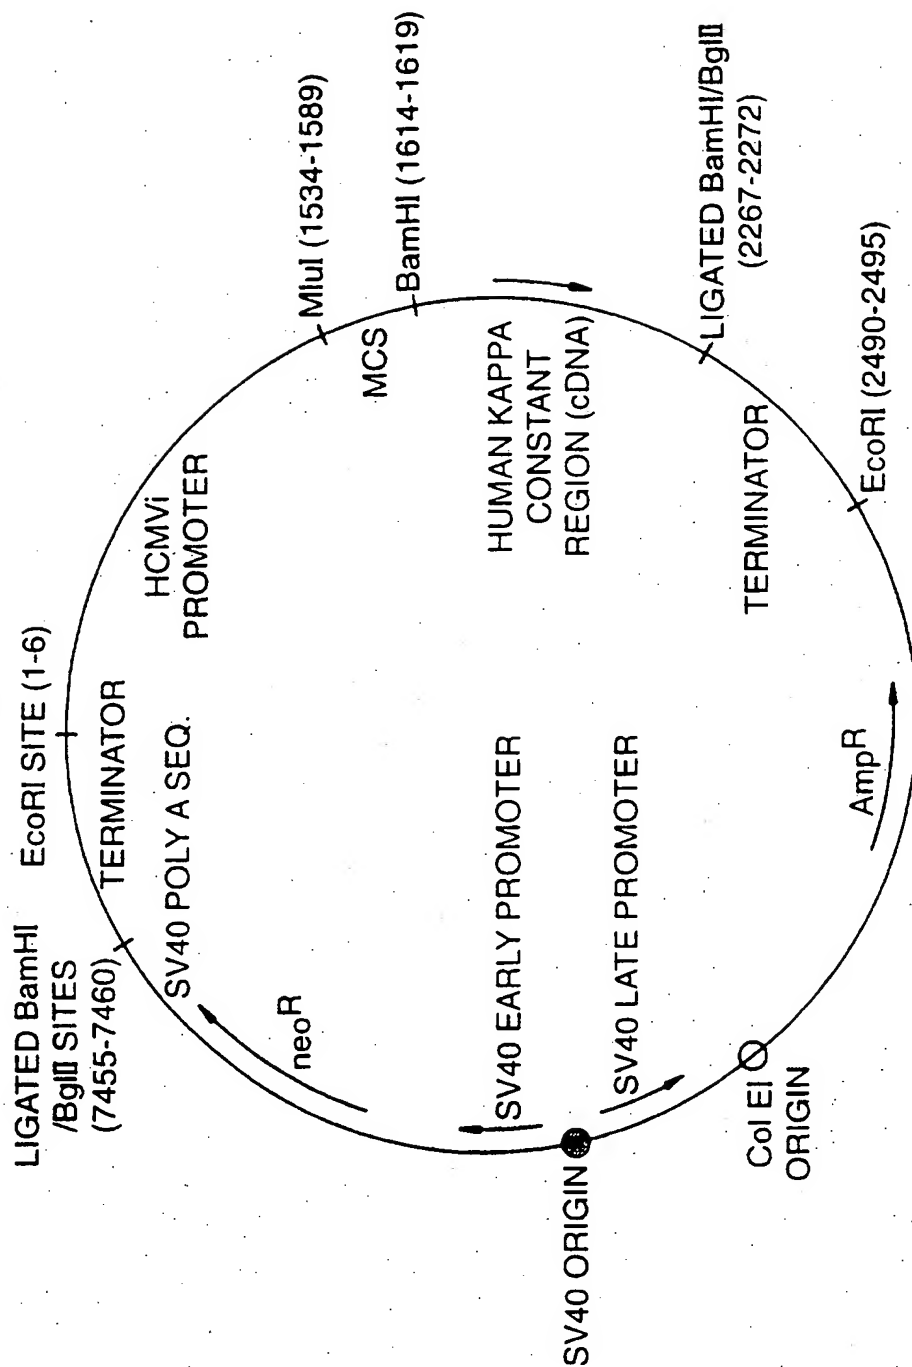 LIGATED BamHI
/BglII SITES
(7455-7460)
EcoRI SITE (1-6)
TERMINATOR
SV40 POLY A SEQ.
HCMVi
PROMOTER
MluI (1534-1589)
MCS
BamHI (1614-1619)
neoR
HUMAN KAPPA
CONSTANT
REGION (cDNA)
SV40 EARLY PROMOTER
SV40 ORIGIN
SV40 LATE PROMOTER
LIGATED BamHI/BglII
(2267-2272)
TERMINATOR
Col EI
ORIGIN
AmpR
EcoRI (2490-2495)